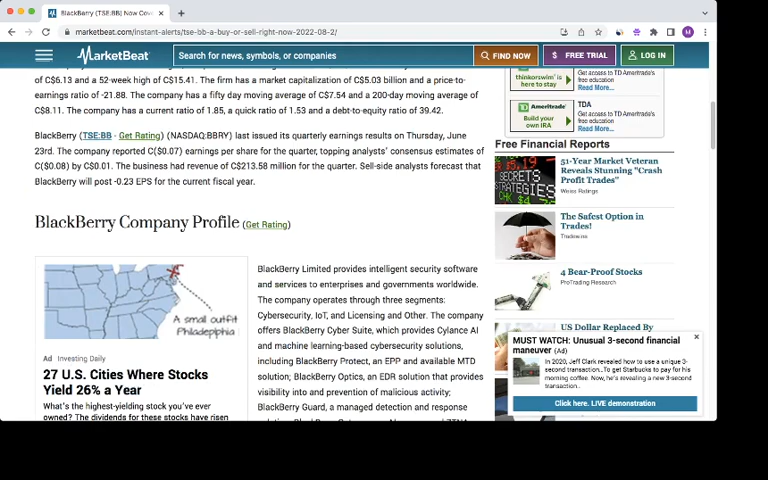 BlackBerry (TSE:BB) Now Cove
marketbeat.com/instant-alerts/tse-bb-a-buy-or-sell-right-now-2022-08-2/
M
MarketBeat
Search for news, symbols, or companies
FIND NOW
$ FREE TRIAL
LOG IN
of C$6.13 and a 52-week high of C$15.41. The firm has a market capitalization of C$5.03 billion and a price-to-
earnings ratio of -21.88. The company has a fifty day moving average of C$7.54 and a 200-day moving average of
C$8.11. The company has a current ratio of 1.85, a quick ratio of 1.53 and a debt-to-equity ratio of 39.42.
BlackBerry (TSE:BB - Get Rating) (NASDAQ:BBRY) last issued its quarterly earnings results on Thursday, June
23rd. The company reported C($0.07) earnings per share for the quarter, topping analysts' consensus estimates of
C($0.08) by C$0.01. The business had revenue of C$213.58 million for the quarter. Sell-side analysts forecast that
BlackBerry will post -0.23 EPS for the current fiscal year.
BlackBerry Company Profile (Get Rating)
A small outfit
Philadelphia
Ad Investing Daily
27 U.S. Cities Where Stocks
Yield 26% a Year
What's the highest-yielding stock you've ever
owned? The dividends for these stocks have risen
BlackBerry Limited provides intelligent security software
and services to enterprises and governments worldwide.
The company operates through three segments:
Cybersecurity, IoT, and Licensing and Other. The company
offers BlackBerry Cyber Suite, which provides Cylance AI
and machine learning-based cybersecurity solutions,
including BlackBerry Protect, an EPP and available MTD
solution; BlackBerry Optics, an EDR solution that provides
visibility into and prevention of malicious activity;
BlackBerry Guard, a managed detection and response
thinkorswim® is
here to stay
Get access to TD Ameritrade's
free education
Read More...
TD Ameritrade
Build your
own IRA
TDA
Get access to TD Ameritrade's
free education
Read More...
Free Financial Reports
$5.19
SECRETS
STRATEGIES
51-Year Market Veteran
Reveals Stunning "Crash
Profit Trades"
Weiss Ratings
The Safest Option in
Trades!
Tradewins
4 Bear-Proof Stocks
ProTrading Research
US Dollar Replaced By
MUST WATCH: Unusual 3-second financial
maneuver (Ad)
In 2020, Jeff Clark revealed how to use a unique 3-
second transaction...To get Starbucks to pay for his
morning coffee. Now, he's revealing a new 3-second
transaction..
Click here. LIVE demonstration